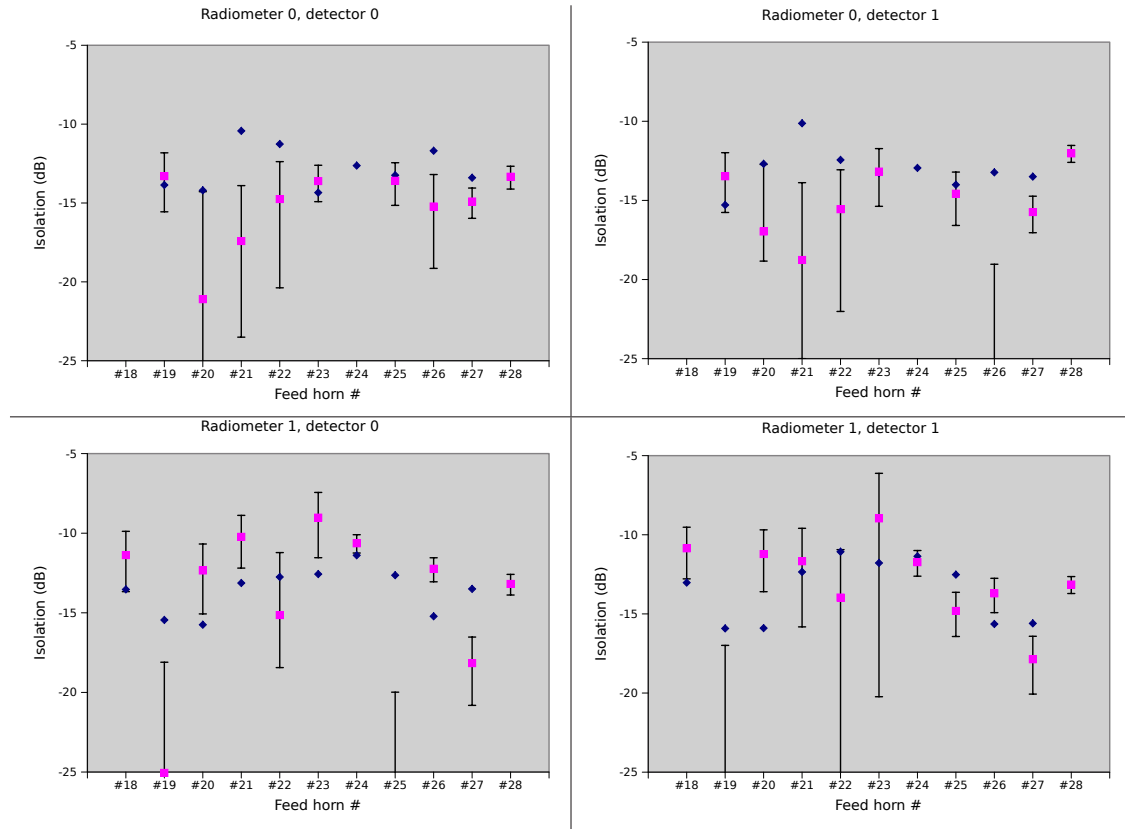 Radiometer 0, detector 0
-5
-10
-15
-20
-25
Isolation (dB)
#18 #19 #20 #21 #22 #23 #24 #25 #26 #27 #28
Feed horn #
Radiometer 0, detector 1
-5
-10
-15
-20
-25
Isolation (dB)
#18 #19 #20 #21 #22 #23 #24 #25 #26 #27 #28
Feed horn #
Radiometer 1, detector 0
-5
-10
-15
-20
-25
Isolation (dB)
#18 #19 #20 #21 #22 #23 #24 #25 #26 #27 #28
Feed horn #
Radiometer 1, detector 1
-5
-10
-15
-20
-25
Isolation (dB)
#18 #19 #20 #21 #22 #23 #24 #25 #26 #27 #28
Feed horn #